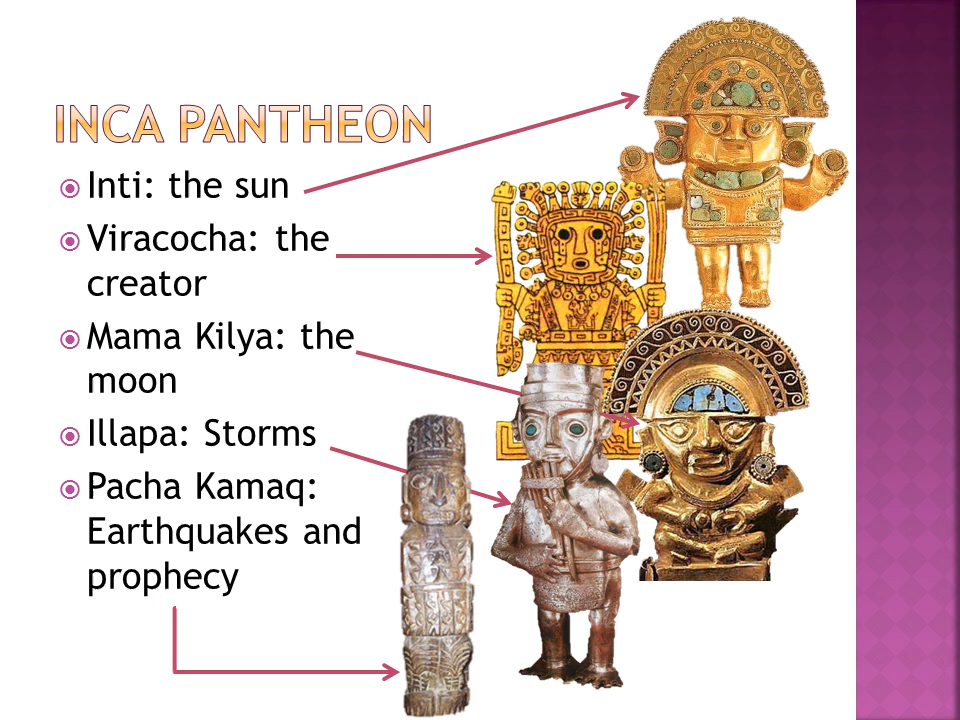 INCA PANTHEON
Inti: the sun
Viracocha: the
creator
Mama Kilya: the
moon
Illapa: Storms
Pacha Kamaq:
Earthquakes and
prophecy